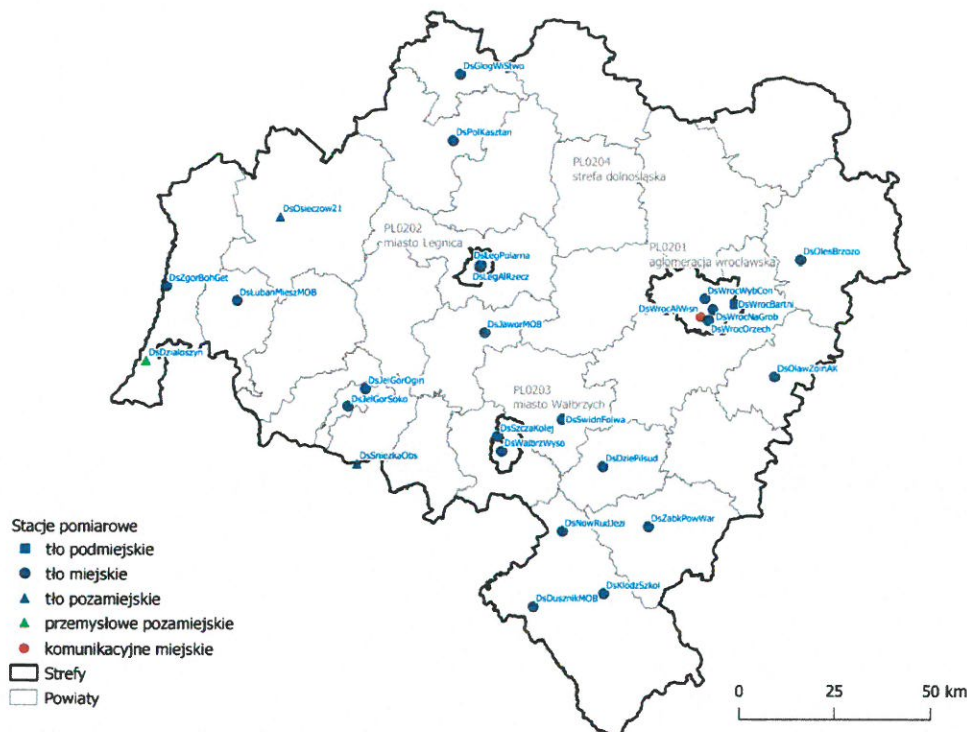 DsGlogWiStwo
DsPolKasztan
PL0204
strefa dolnośląska
DsOsieczow21
PL0202
miasto Legnica
PL0201
aglomeracja wrocławska
DsLegPolarna
DsLegAlRzecz
DsOlesBrzozo
DsZgorBohGet
DsLubanMieszMOB
DsWrocWybCon
DsWrocBartni
DsWrocAlWisn
DsWrocNaGrob
DsWrocOrzech
DsJaworMOB
DsDzialoszyn
DsOlawZolnAK
DsJelGorOgin
DsJelGorSoko
PL0203
miasto Wałbrzych
DsSwidnFolwa
DsSzczaKolej
DsWalbrzWyso
DsSniezkaObs
DsDziePilsud
DsNowRudJezi
DsZabkPowWar
DsKlodzSzkol
DsDusznikMOB
Stacje pomiarowe
tło podmiejskie
tło miejskie
tło pozamiejskie
przemysłowe pozamiejskie
komunikacyjne miejskie
Strefy
Powiaty
0 25 50 km